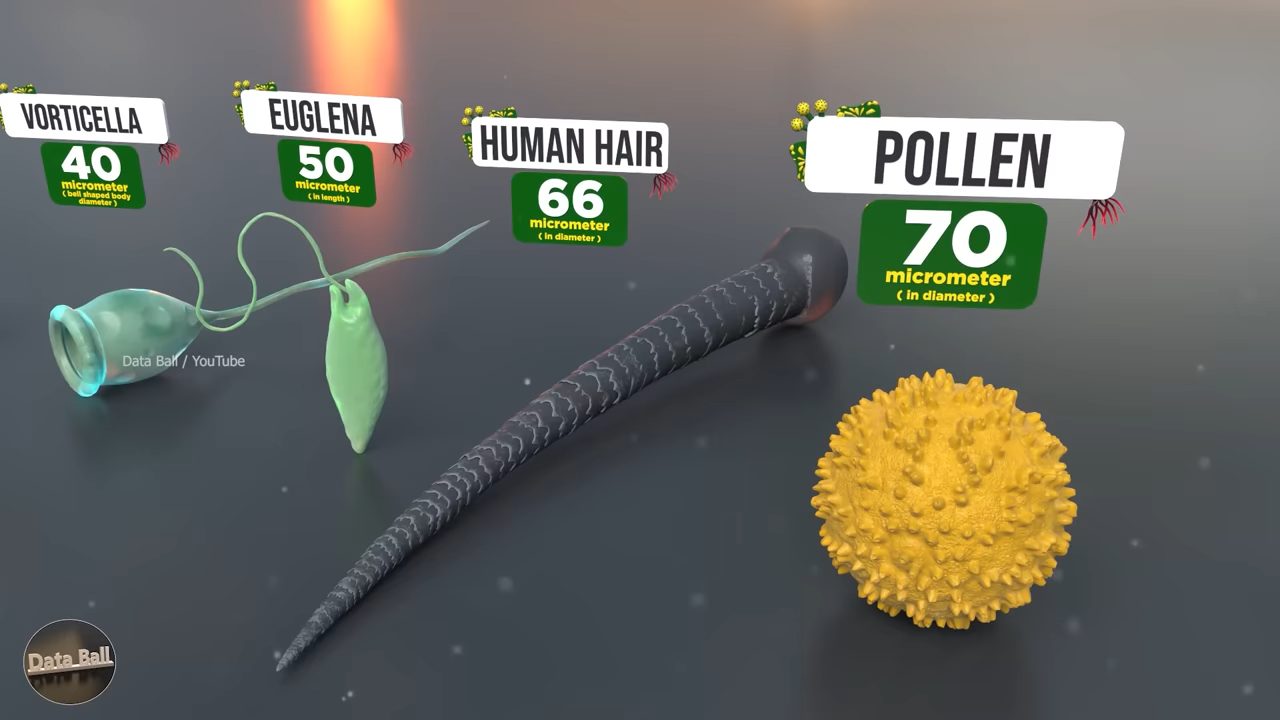 VORTICELLA
40
micrometer
( bell shaped body
diameter )
EUGLENA
50
micrometer
( in length )
HUMAN HAIR
66
micrometer
( in diameter )
POLLEN
70
micrometer
( in diameter )
Data Ball / YouTube
Data Ball